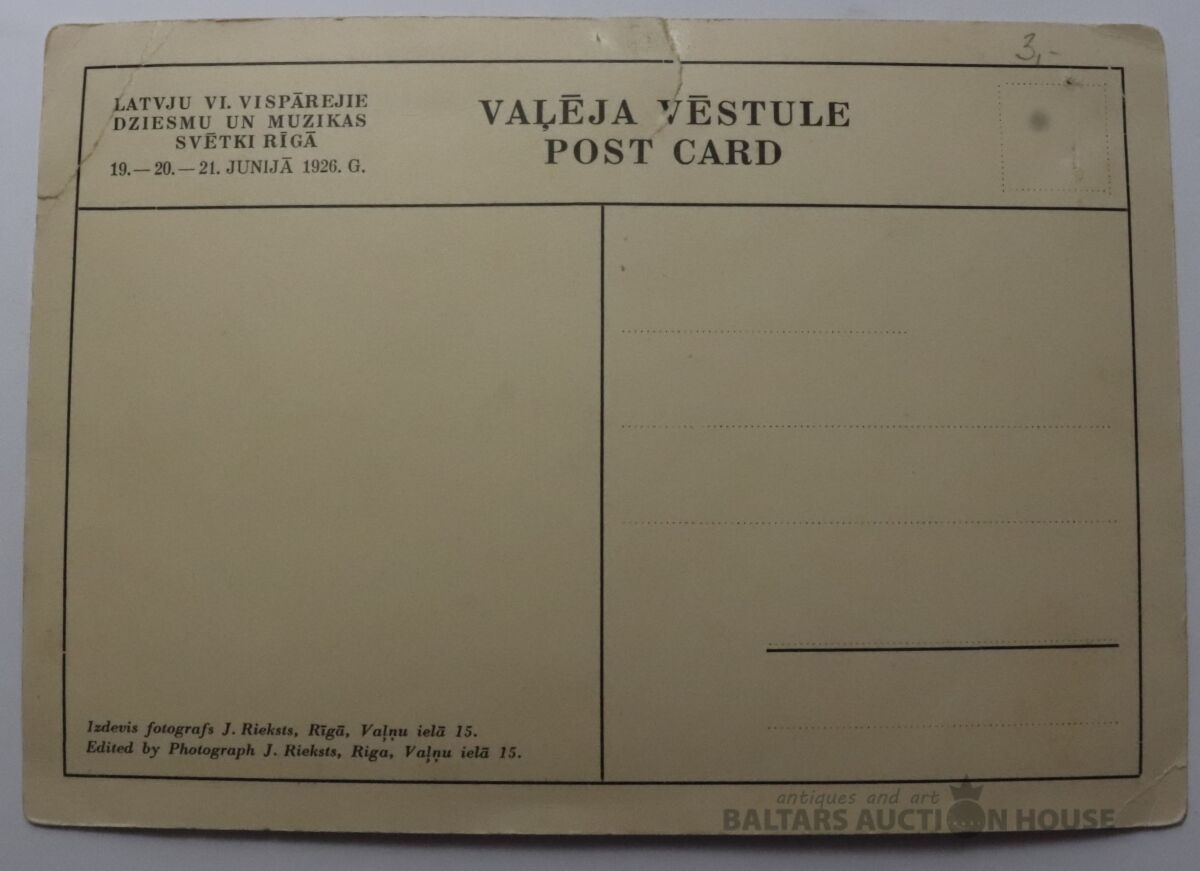 LATVJU VI. VISPĀREJIE
DZIESMU UN MUZIKAS
SVĒTKI RĪGĀ
19. — 20. — 21. JUNIJĀ 1926. G.
VAĻĒJA VĒSTULE
POST CARD
3,-
Izdevis fotografs J. Rieksts, Rīgā, Vaļņu ielā 15.
Edited by Photograph J. Rieksts, Riga, Vaļņu ielā 15.
antiques and art
BALTARS AUCTION HOUSE